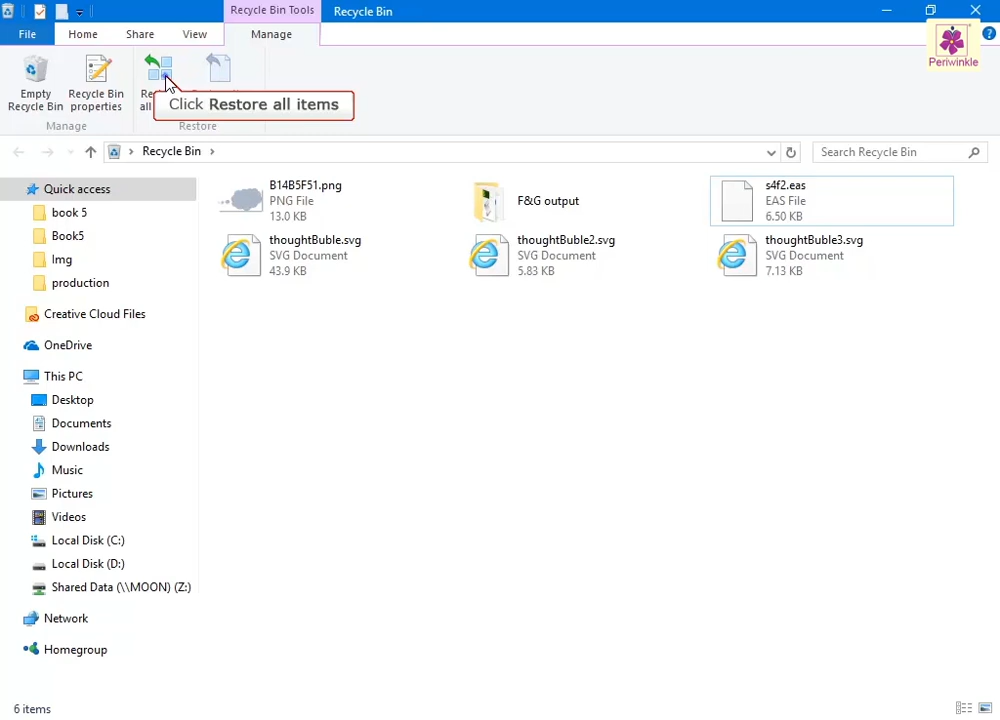 Recycle Bin Tools
Recycle Bin
File
Home
Share
View
Manage
Periwinkle
Empty
Recycle Bin
Recycle Bin
properties
all
Click Restore all items
Manage
Restore
Recycle Bin
Search Recycle Bin
Quick access
book 5
Book5
Img
production
Creative Cloud Files
OneDrive
This PC
Desktop
Documents
Downloads
Music
Pictures
Videos
Local Disk (C:)
Local Disk (D:)
Shared Data (\\MOON) (Z:)
Network
Homegroup
B14B5F51.png
PNG File
13.0 KB
F&G output
s4f2.eas
EAS File
6.50 KB
thoughtBuble.svg
SVG Document
43.9 KB
thoughtBuble2.svg
SVG Document
5.83 KB
thoughtBuble3.svg
SVG Document
7.13 KB
6 items